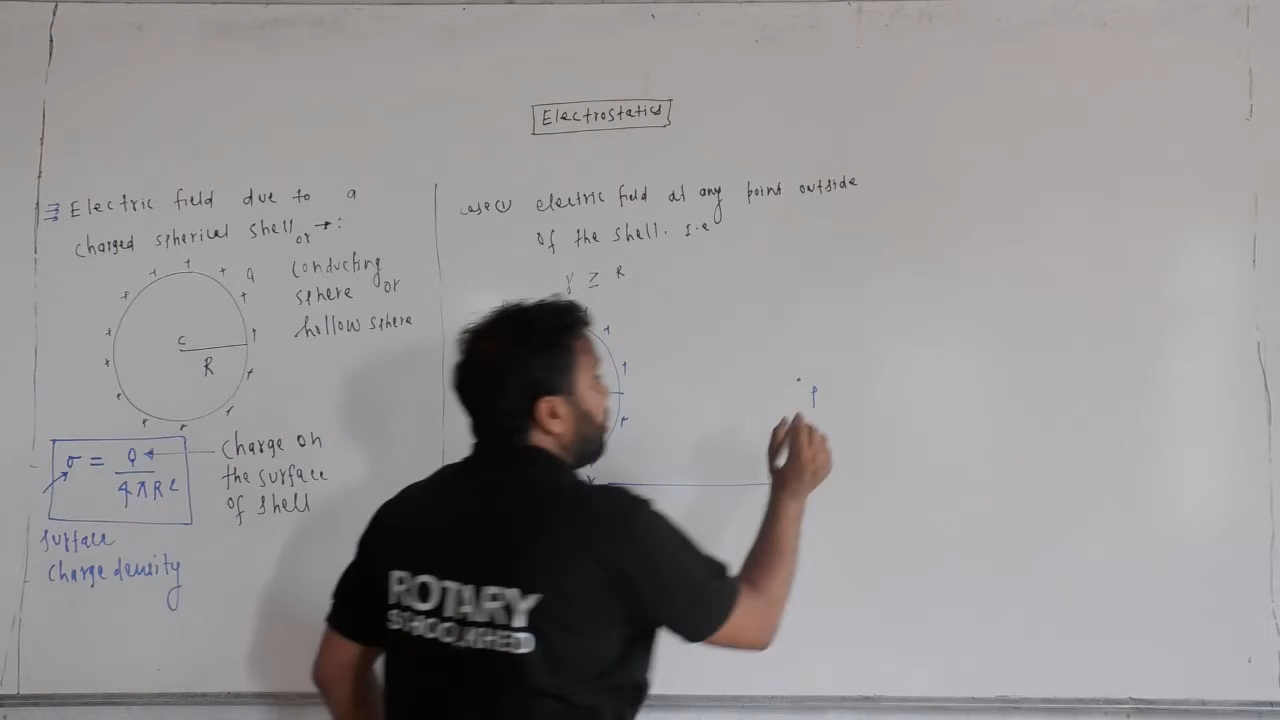 Electrostatics
Electric field due to a
charged spherical shell →:
or
conducting
sphere or
hollow sphere
Q
C
R
σ = Q / 4πR²
charge on
the surface
of shell
surface
charge density
case ① electric field at any point outside
of the shell. i.e
r ≥ R
P
ROTARY